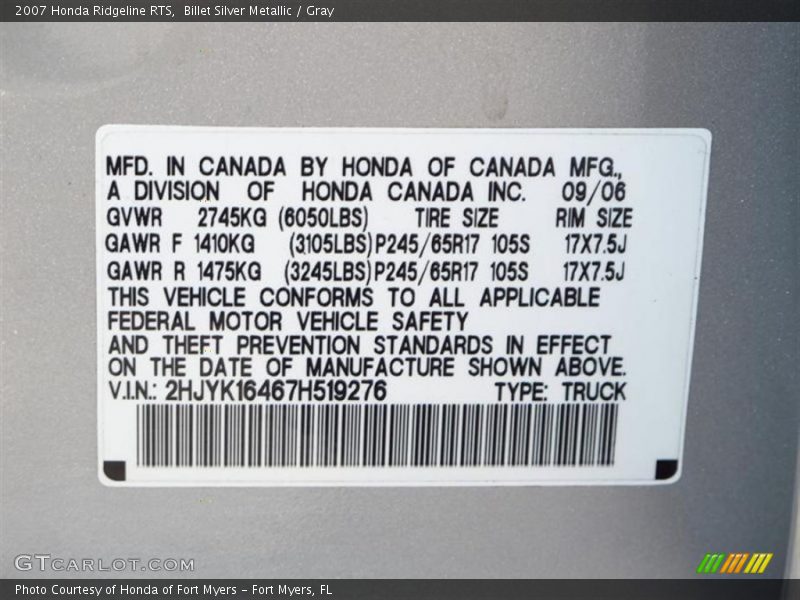 2007 Honda Ridgeline RTS,  Billet Silver Metallic / Gray
MFD. IN CANADA BY HONDA OF CANADA MFG.,
A DIVISION OF HONDA CANADA INC. 09/06
GVWR 2745KG (6050LBS) TIRE SIZE RIM SIZE
GAWR F 1410KG (3105LBS) P245/65R17 105S 17X7.5J
GAWR R 1475KG (3245LBS) P245/65R17 105S 17X7.5J
THIS VEHICLE CONFORMS TO ALL APPLICABLE
FEDERAL MOTOR VEHICLE SAFETY
AND THEFT PREVENTION STANDARDS IN EFFECT
ON THE DATE OF MANUFACTURE SHOWN ABOVE.
V.I.N.: 2HJYK16467H519276 TYPE: TRUCK
GTCARLOT.COM
Photo Courtesy of Honda of Fort Myers – Fort Myers, FL